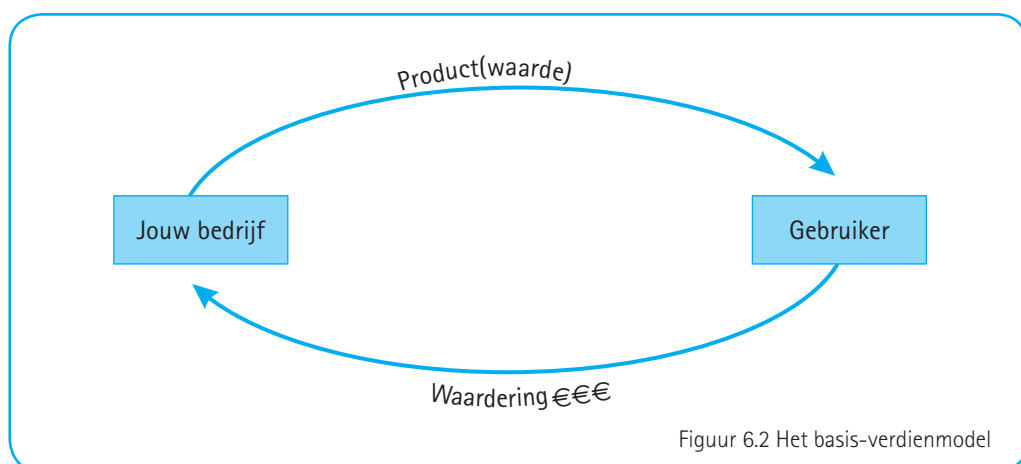 Product(waarde)
Jouw bedrijf
Gebruiker
Waardering €€€
Figuur 6.2 Het basis-verdienmodel